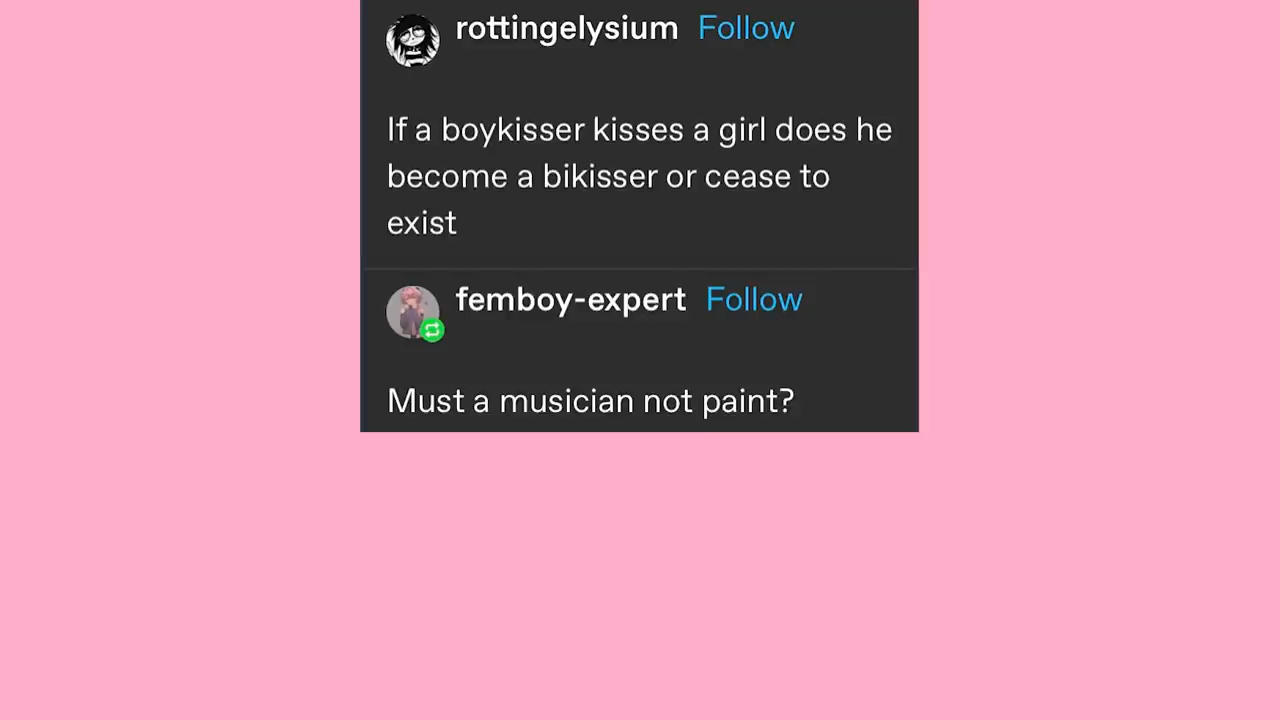 rottingelysium Follow
If a boykisser kisses a girl does he
become a bikisser or cease to
exist
femboy-expert Follow
Must a musician not paint?